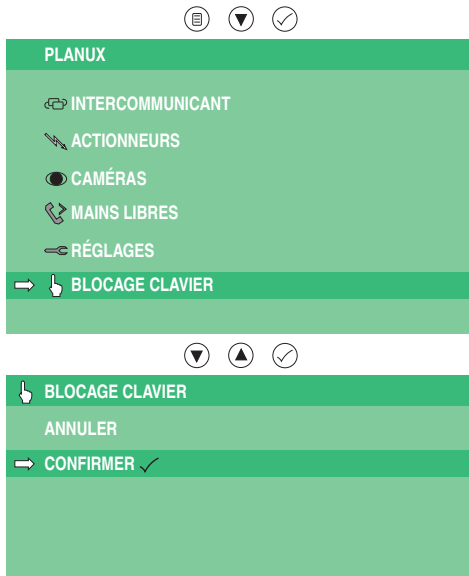 PLANUX
INTERCOMMUNICANT
ACTIONNEURS
CAMÉRAS
MAINS LIBRES
RÉGLAGES
BLOCAGE CLAVIER
BLOCAGE CLAVIER
ANNULER
CONFIRMER